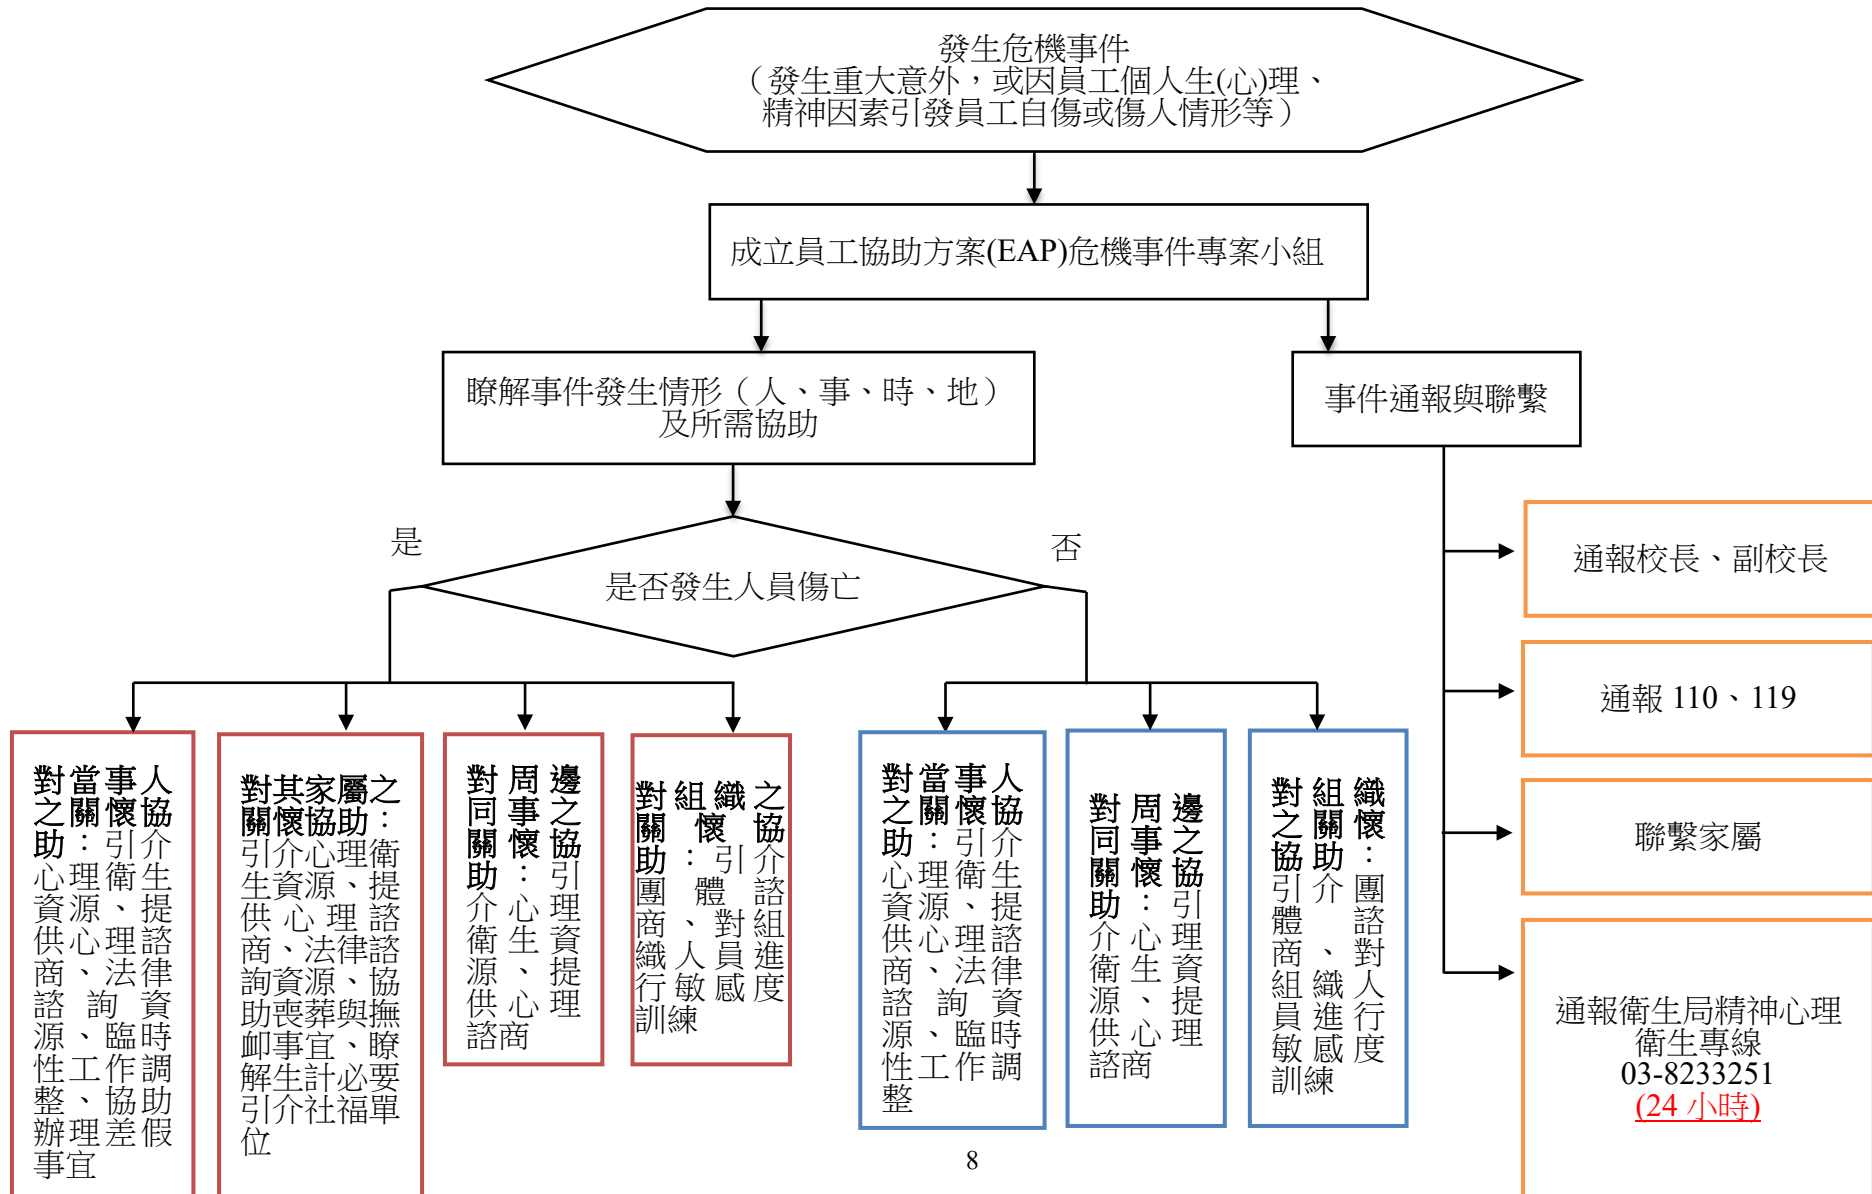 發生危機事件
（發生重大意外，或因員工個人生(心)理、
精神因素引發員工自傷或傷人情形等）
成立員工協助方案(EAP)危機事件專案小組
瞭解事件發生情形（人、事、時、地）
及所需協助
事件通報與聯繫
是
否
是否發生人員傷亡
對當事人
之關懷協
助：引介
心理衛生
資源、提
供心理諮
商、法律
諮詢資
源、臨時
性工作調
整、協助
辦理差假
事宜
對其家屬之
關懷協助：
引介心理衛
生資源、提
供心理諮
商、法律諮
詢資源、協
助喪葬與撫
卹事宜、瞭
解生計必要
引介社福單
位
對周邊
同事之
關懷協
助：引
介心理
衛生資
源、提
供心理
諮商
對組織之
關懷協
助：引介
團體諮
商、對組
織人員進
行敏感度
訓練
對當事人
之關懷協
助：引介
心理衛生
資源、提
供心理諮
商、法律
諮詢資
源、臨時
性工作調
整
對周邊
同事之
關懷協
助：引
介心理
衛生資
源、提
供心理
諮商
對組織
之關懷
協助：
引介團
體諮
商、對
組織人
員進行
敏感度
訓練
通報校長、副校長
通報 110、119
聯繫家屬
通報衛生局精神心理
衛生專線
03-8233251
(24 小時)
8